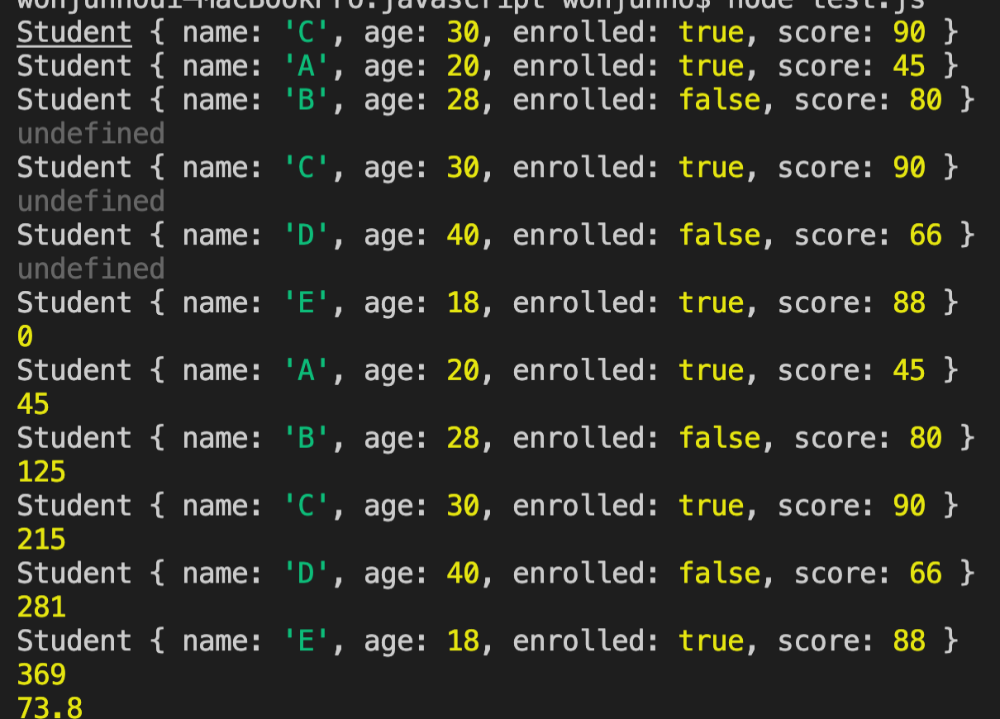 wonjunhoui-MacBookPro:javascript wonjunho$ node test.js
Student { name: 'C', age: 30, enrolled: true, score: 90 }
Student { name: 'A', age: 20, enrolled: true, score: 45 }
Student { name: 'B', age: 28, enrolled: false, score: 80 }
undefined
Student { name: 'C', age: 30, enrolled: true, score: 90 }
undefined
Student { name: 'D', age: 40, enrolled: false, score: 66 }
undefined
Student { name: 'E', age: 18, enrolled: true, score: 88 }
0
Student { name: 'A', age: 20, enrolled: true, score: 45 }
45
Student { name: 'B', age: 28, enrolled: false, score: 80 }
125
Student { name: 'C', age: 30, enrolled: true, score: 90 }
215
Student { name: 'D', age: 40, enrolled: false, score: 66 }
281
Student { name: 'E', age: 18, enrolled: true, score: 88 }
369
73.8